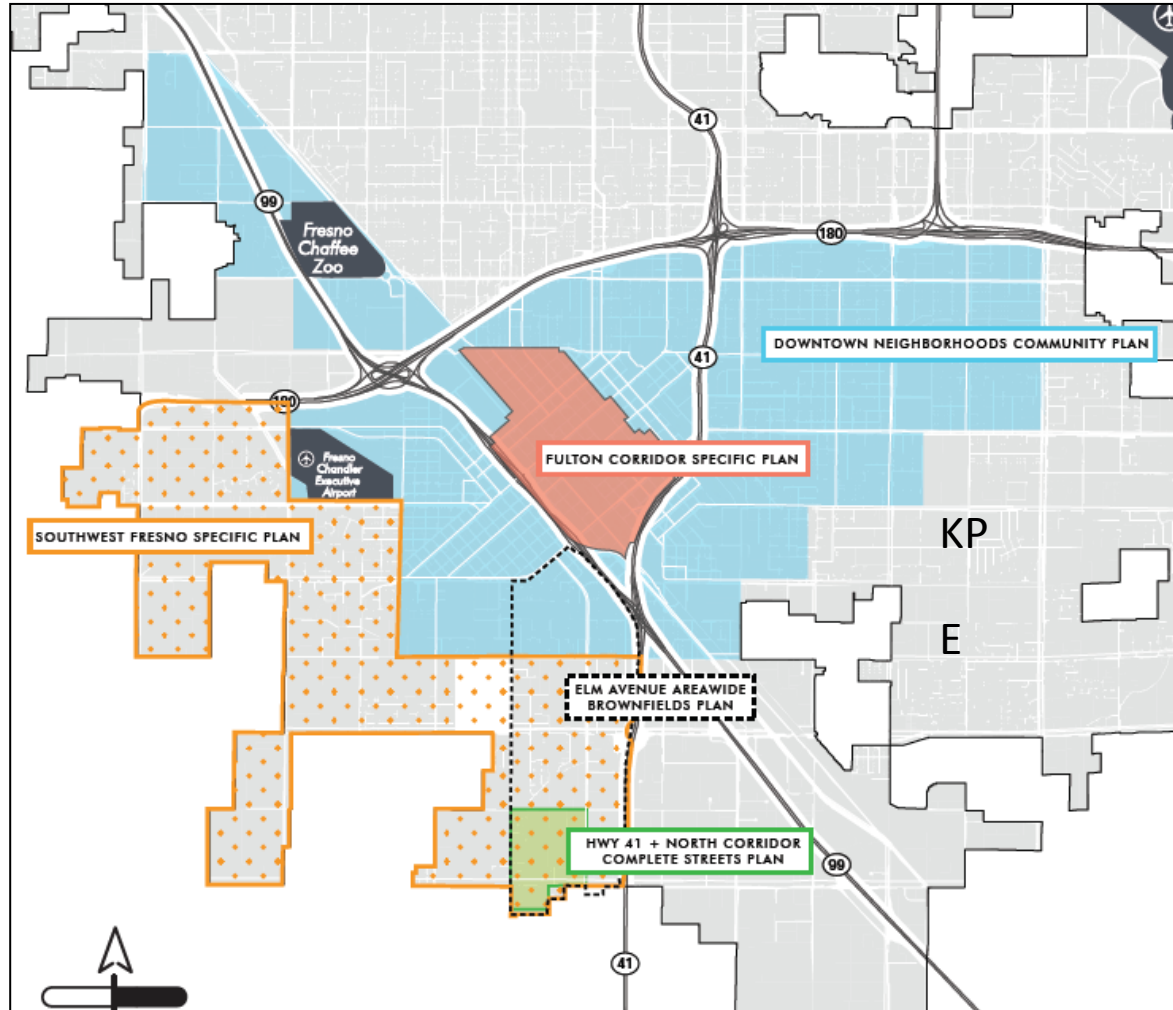 41
99
Fresno
Chaffee
Zoo
180
41
DOWNTOWN NEIGHBORHOODS COMMUNITY PLAN
180
FULTON CORRIDOR SPECIFIC PLAN
Fresno
Chandler
Executive
Airport
SOUTHWEST FRESNO SPECIFIC PLAN
KP
E
ELM AVENUE AREAWIDE
BROWNFIELDS PLAN
HWY 41 + NORTH CORRIDOR
COMPLETE STREETS PLAN
99
41